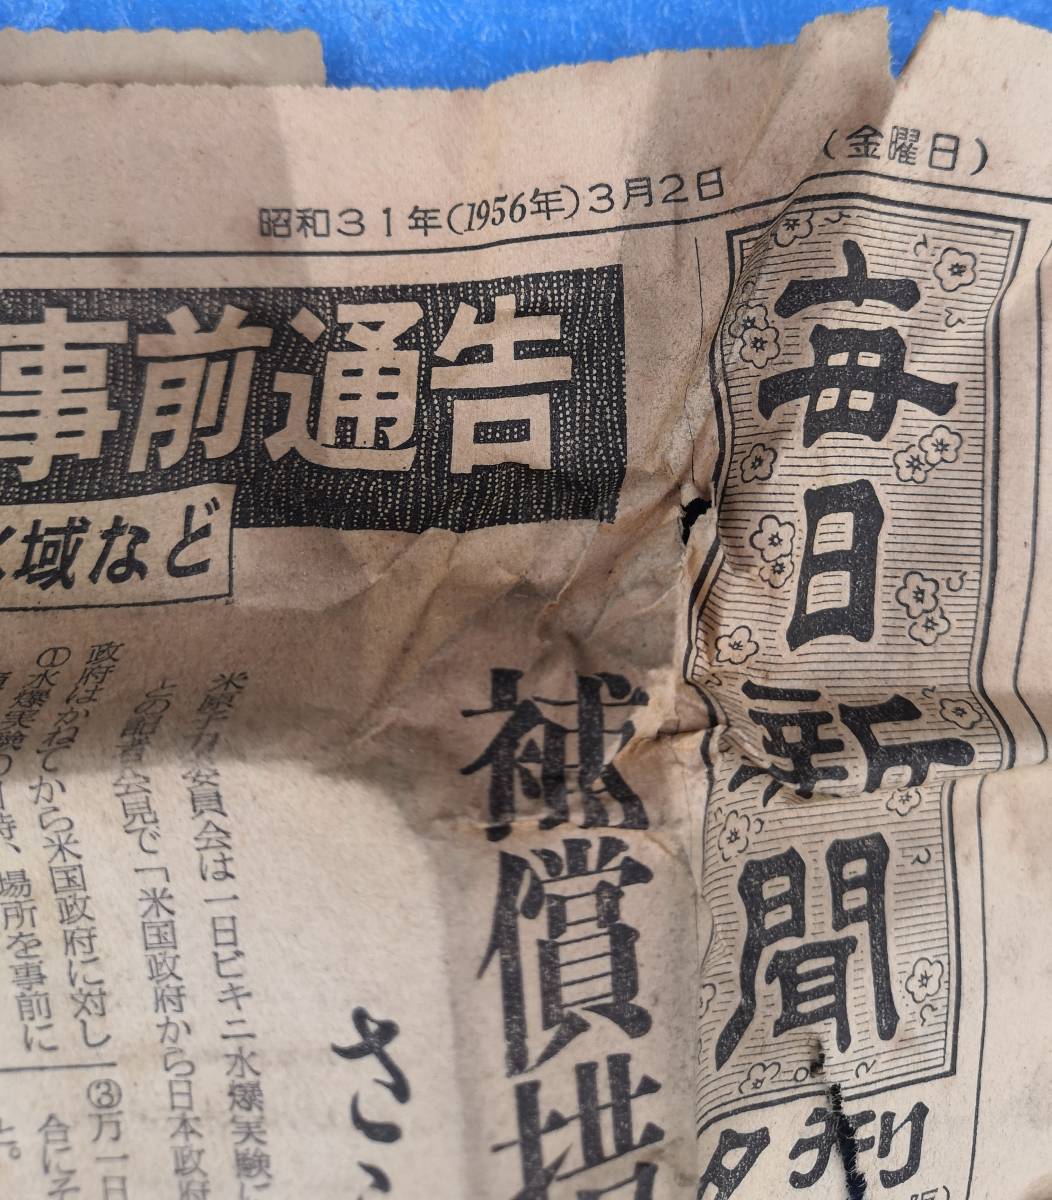 (金曜日)
昭和31年(1956年)3月2日
毎日新聞
夕刊
事前通告
域など
補償措
さ
米原子力委員会は一日ビキニ水爆実験に
との記者会見で「米国政府から日本政府
政府はかねてから米国政府に対し
①水爆実験の日時、場所を事前に
③万一日
合にそ
と。